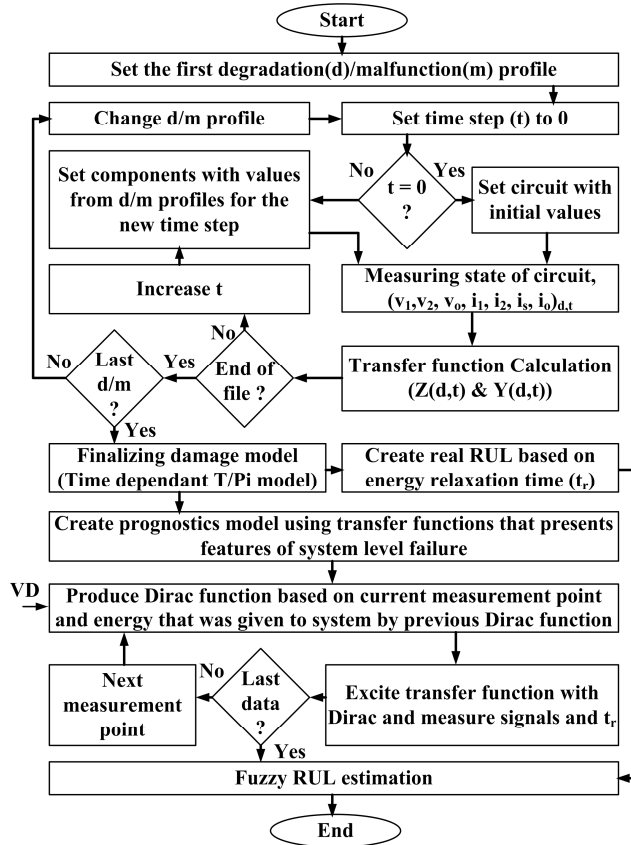 Start
Set the first degradation(d)/malfunction(m) profile
Change d/m profile
Set time step (t) to 0
No
Yes
t = 0
?
Set components with values
from d/m profiles for the
new time step
Set circuit with
initial values
Increase t
Measuring state of circuit,
(v₁,v₂, vₒ, i₁, i₂, iₛ, iₒ)d,t
No
No
Yes
Last
d/m
?
End of
file ?
Transfer function Calculation
(Z(d,t) & Y(d,t))
Yes
Finalizing damage model
(Time dependant T/Pi model)
Create real RUL based on
energy relaxation time (tᵣ)
Create prognostics model using transfer functions that presents
features of system level failure
VD
Produce Dirac function based on current measurement point
and energy that was given to system by previous Dirac function
No
Next
measurement
point
Last
data
?
Excite transfer function with
Dirac and measure signals and tᵣ
Yes
Fuzzy RUL estimation
End